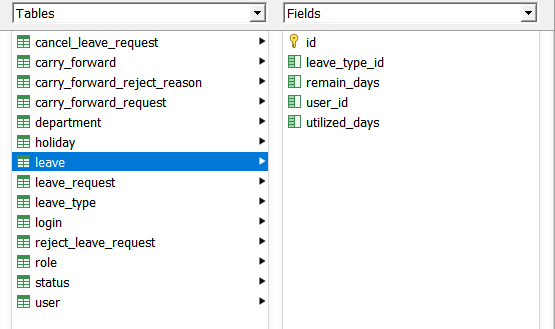 Tables
cancel_leave_request
carry_forward
carry_forward_reject_reason
carry_forward_request
department
holiday
leave
leave_request
leave_type
login
reject_leave_request
role
status
user
Fields
id
leave_type_id
remain_days
user_id
utilized_days